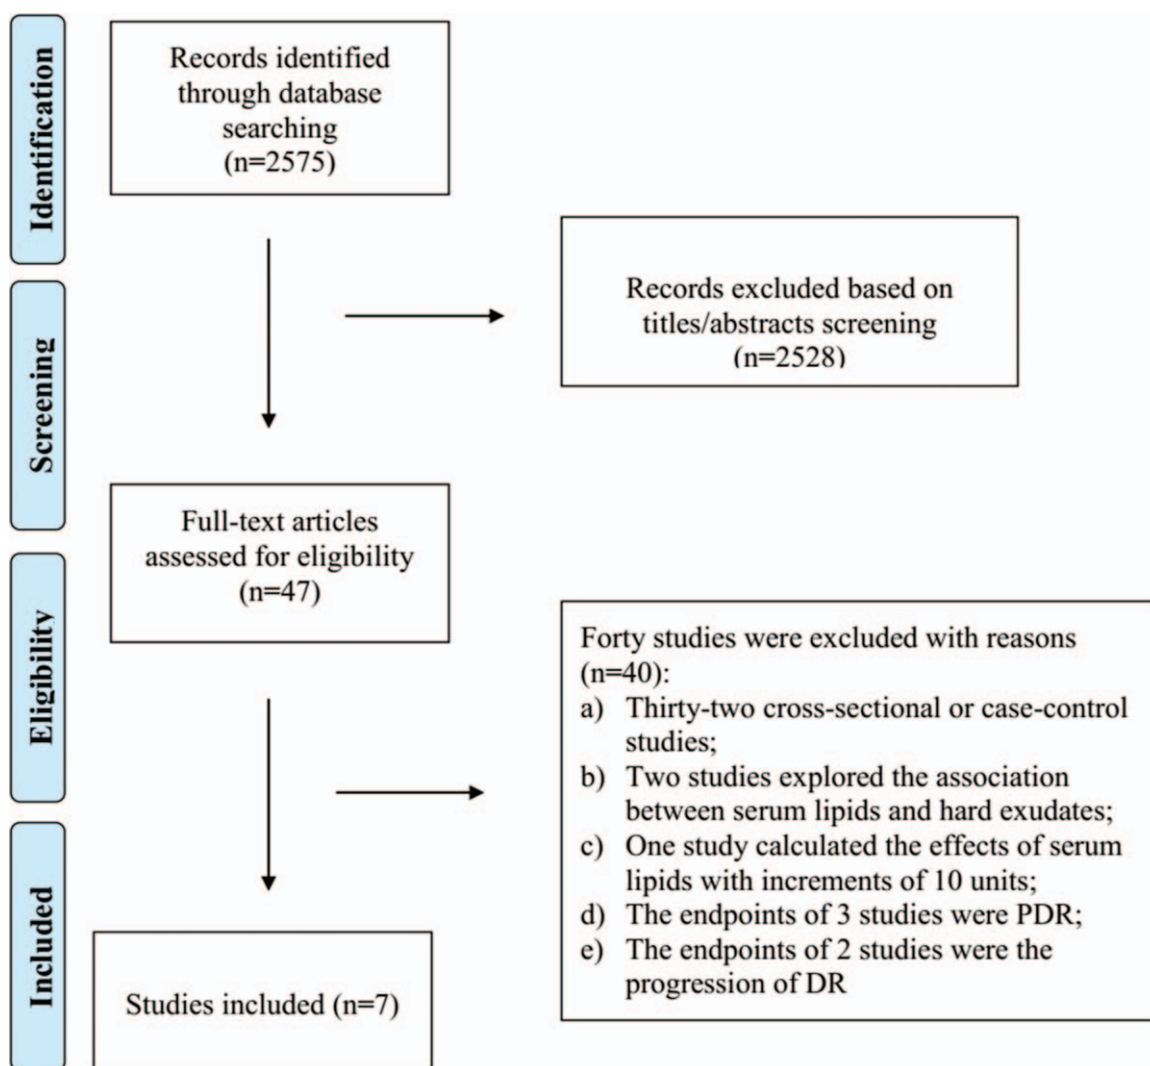 Identification
Records identified
through database
searching
(n=2575)
Screening
Records excluded based on
titles/abstracts screening
(n=2528)
Full-text articles
assessed for eligibility
(n=47)
Eligibility
Forty studies were excluded with reasons
(n=40):
a) Thirty-two cross-sectional or case-control
studies;
b) Two studies explored the association
between serum lipids and hard exudates;
c) One study calculated the effects of serum
lipids with increments of 10 units;
d) The endpoints of 3 studies were PDR;
e) The endpoints of 2 studies were the
progression of DR
Included
Studies included (n=7)